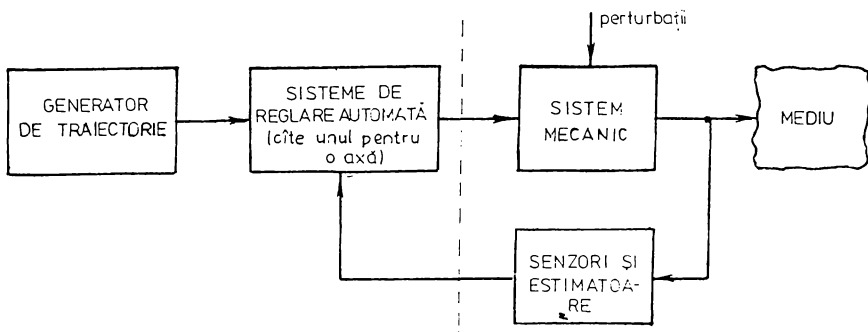 perturbații
GENERATOR
DE TRAIECTORIE
SISTEME DE
REGLARE AUTOMATĂ
(cîte unul pentru
o axă)
SISTEM
MECANIC
MEDIU
SENZORI ȘI
ESTIMATOA-
RE